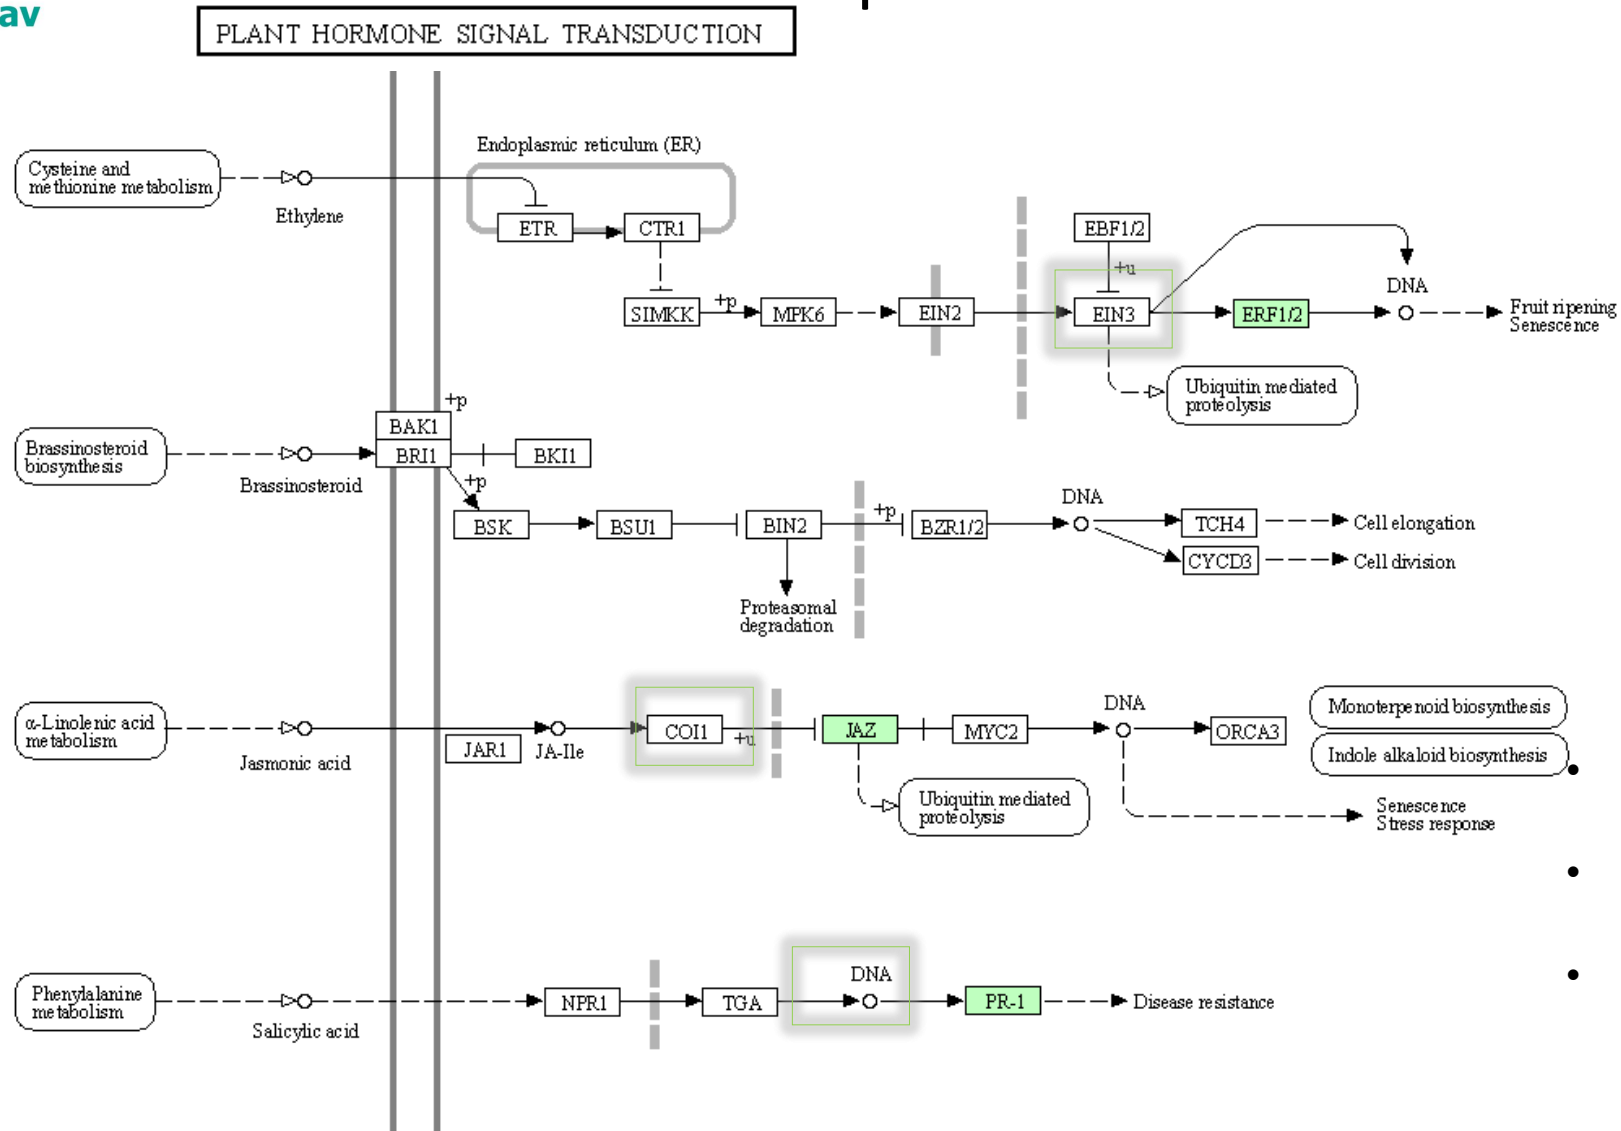 av
PLANT HORMONE SIGNAL TRANSDUCTION
Endoplasmic reticulum (ER)
Cysteine and
methionine metabolism
Ethylene
ETR
CTR1
EBF1/2
+u
DNA
SIMKK
+p
MPK6
EIN2
EIN3
ERF1/2
Fruit ripening
Senescence
Ubiquitin mediated
proteolysis
+p
BAK1
Brassinosteroid
biosynthesis
BRI1
BKI1
Brassinosteroid
+p
DNA
BSK
BSU1
BIN2
+p
BZR1/2
TCH4
Cell elongation
CYCD3
Cell division
Proteasomal
degradation
DNA
Monoterpenoid biosynthesis
α-Linolenic acid
metabolism
COI1
+u
JAZ
MYC2
ORCA3
Jasmonic acid
JAR1
JA-Ile
Indole alkaloid biosynthesis
•
Ubiquitin mediated
proteolysis
Senescence
Stress response
•
DNA
•
Phenylalanine
metabolism
NPR1
TGA
PR-1
Disease resistance
Salicylic acid